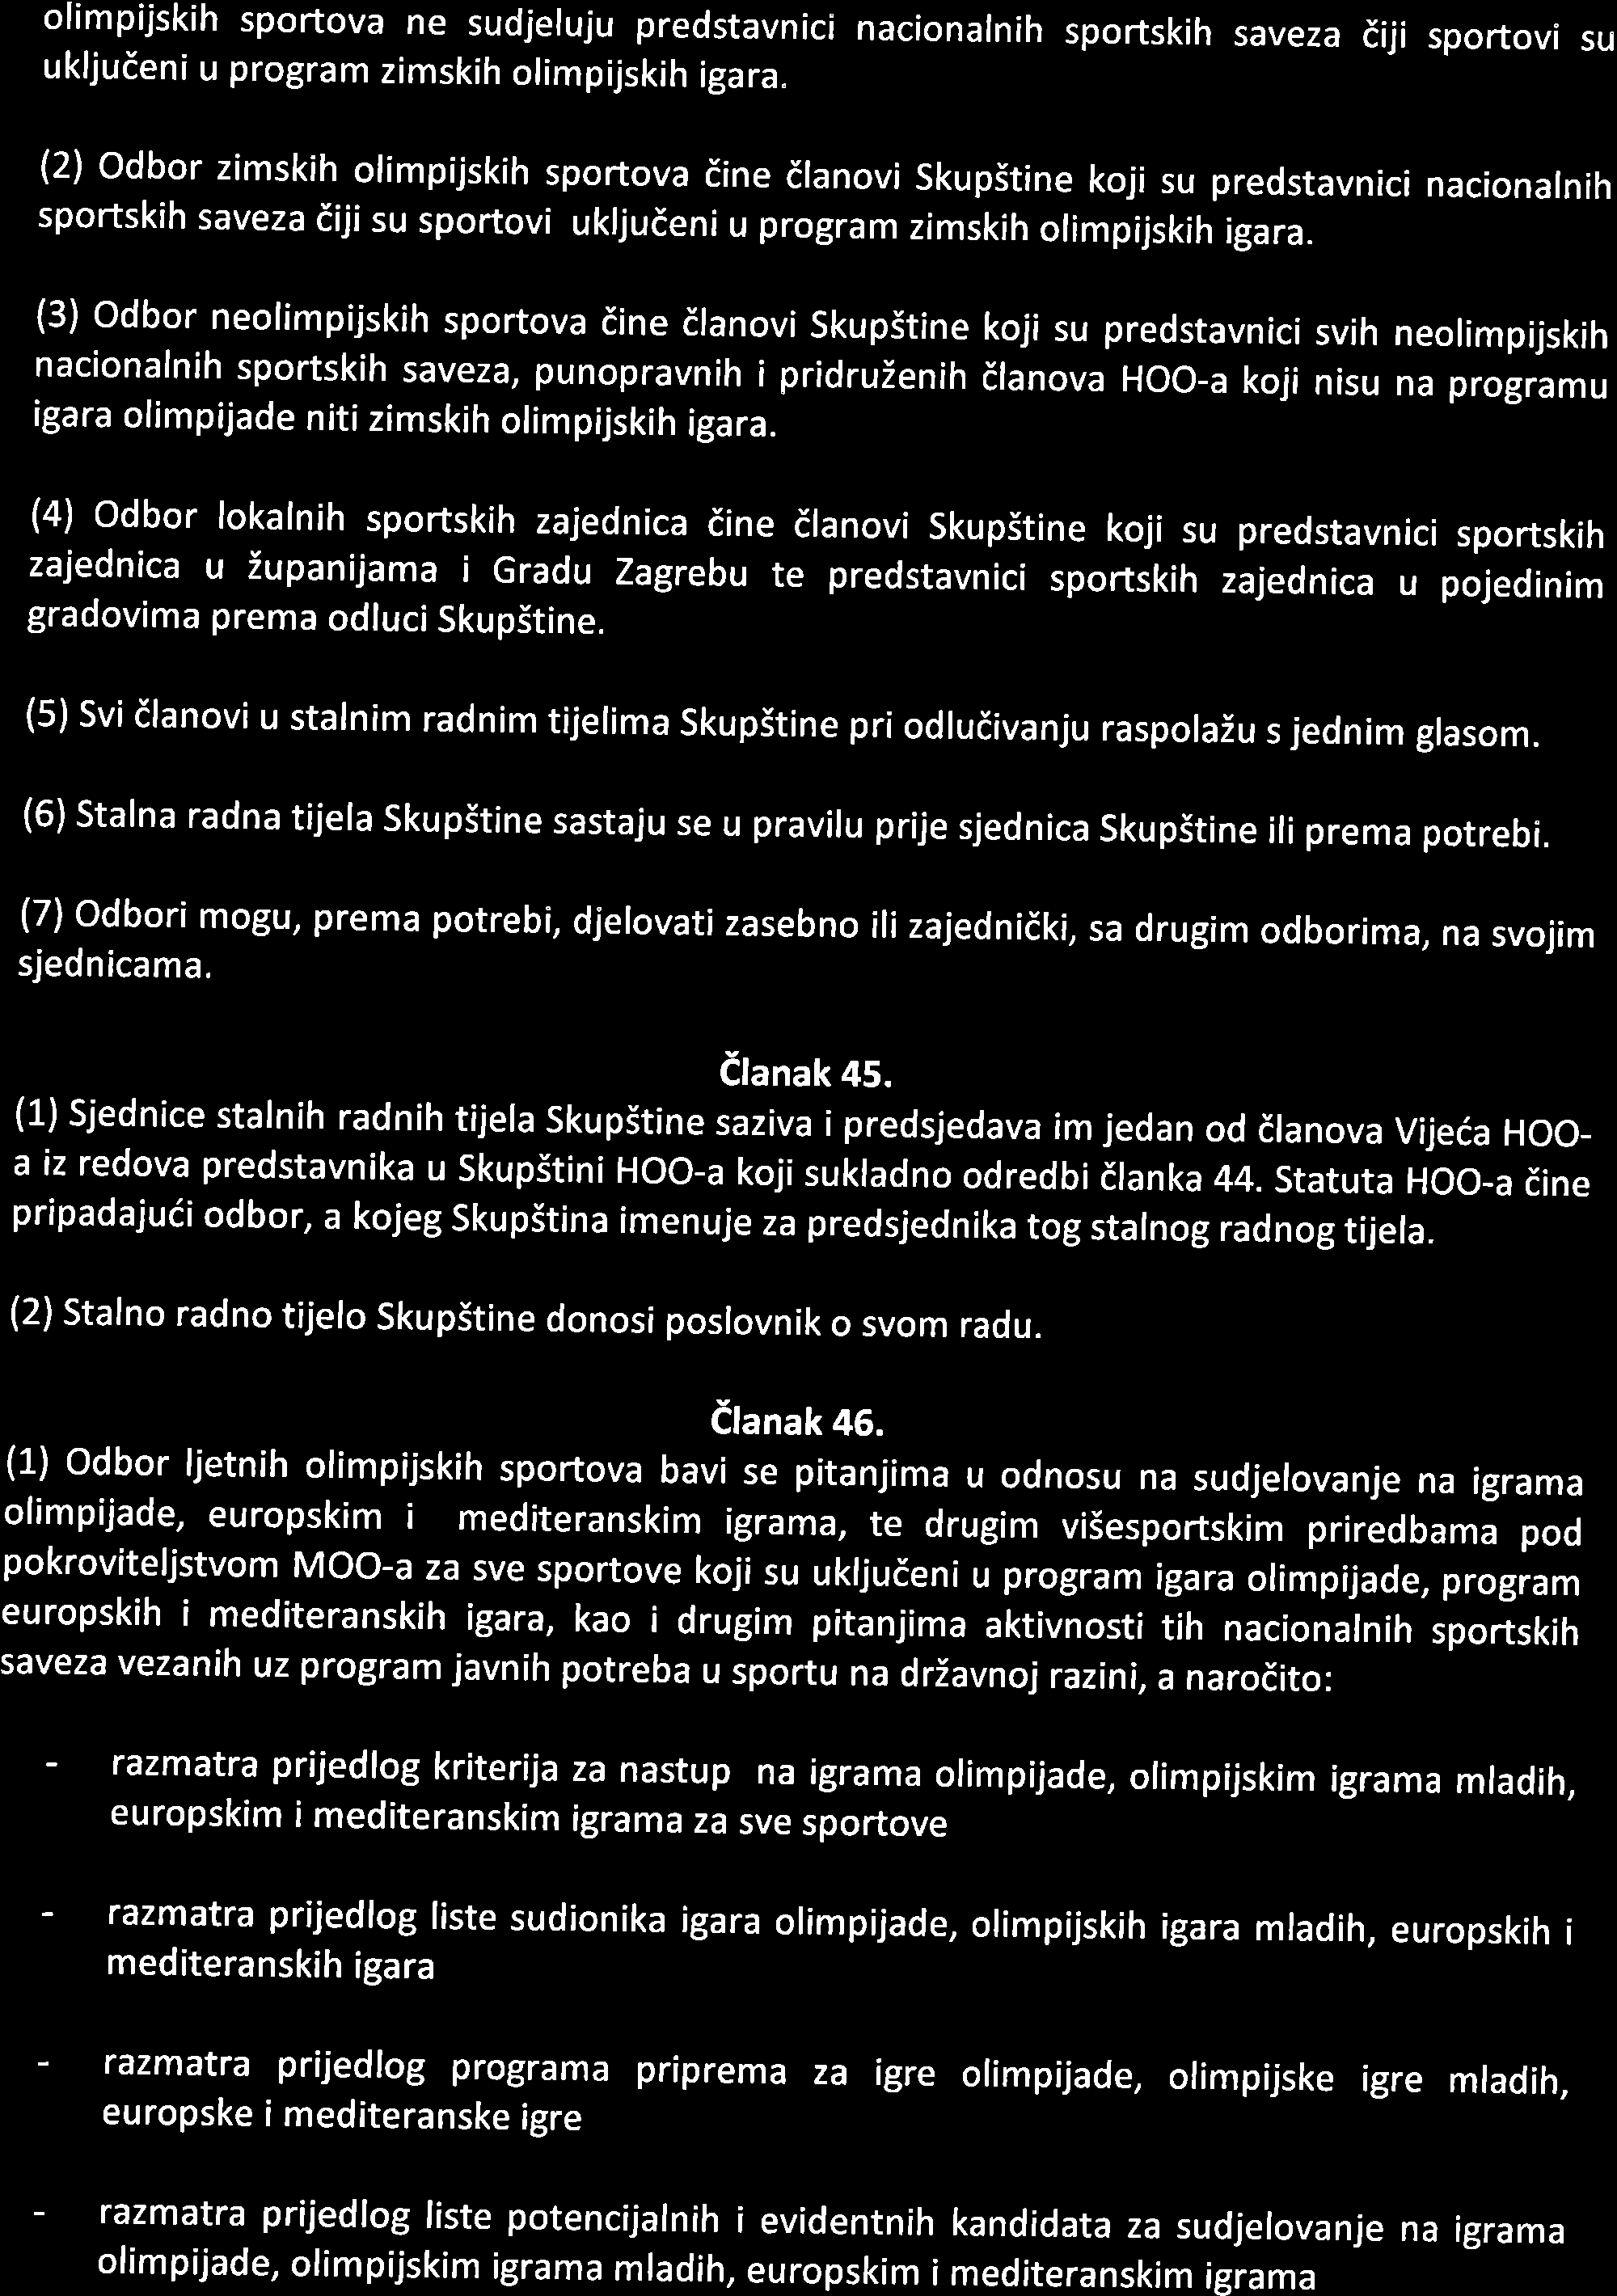 olimpijskih sportova ne sudjeluju predstavnici nacionalnih sportskih saveza čiji sportovi su
uključeni u program zimskih olimpijskih igara.
(2) Odbor zimskih olimpijskih sportova čine članovi Skupštine koji su predstavnici nacionalnih
sportskih saveza čiji su sportovi uključeni u program zimskih olimpijskih igara.
(3) Odbor neolimpijskih sportova čine članovi Skupštine koji su predstavnici svih neolimpijskih
nacionalnih sportskih saveza, punopravnih i pridruženih članova HOO-a koji nisu na programu
igara olimpijade niti zimskih olimpijskih igara.
(4) Odbor lokalnih sportskih zajednica čine članovi Skupštine koji su predstavnici sportskih
zajednica u županijama i Gradu Zagrebu te predstavnici sportskih zajednica u pojedinim
gradovima prema odluci Skupštine.
(5) Svi članovi u stalnim radnim tijelima Skupštine pri odlučivanju raspolažu s jednim glasom.
(6) Stalna radna tijela Skupštine sastaju se u pravilu prije sjednica Skupštine ili prema potrebi.
(7) Odbori mogu, prema potrebi, djelovati zasebno ili zajednički, sa drugim odborima, na svojim
sjednicama.
Članak 45.
(1) Sjednice stalnih radnih tijela Skupštine saziva i predsjedava im jedan od članova Vijeća HOO-
a iz redova predstavnika u Skupštini HOO-a koji sukladno odredbi članka 44. Statuta HOO-a čine
pripadajući odbor, a kojeg Skupština imenuje za predsjednika tog stalnog radnog tijela.
(2) Stalno radno tijelo Skupštine donosi poslovnik o svom radu.
Članak 46.
(1) Odbor ljetnih olimpijskih sportova bavi se pitanjima u odnosu na sudjelovanje na igrama
olimpijade, europskim i mediteranskim igrama, te drugim višesportskim priredbama pod
pokroviteljstvom MOO-a za sve sportove koji su uključeni u program igara olimpijade, program
europskih i mediteranskih igara, kao i drugim pitanjima aktivnosti tih nacionalnih sportskih
saveza vezanih uz program javnih potreba u sportu na državnoj razini, a naročito:
- razmatra prijedlog kriterija za nastup na igrama olimpijade, olimpijskim igrama mladih,
europskim i mediteranskim igrama za sve sportove
- razmatra prijedlog liste sudionika igara olimpijade, olimpijskih igara mladih, europskih i
mediteranskih igara
- razmatra prijedlog programa priprema za igre olimpijade, olimpijske igre mladih,
europske i mediteranske igre
- razmatra prijedlog liste potencijalnih i evidentnih kandidata za sudjelovanje na igrama
olimpijade, olimpijskim igrama mladih, europskim i mediteranskim igrama